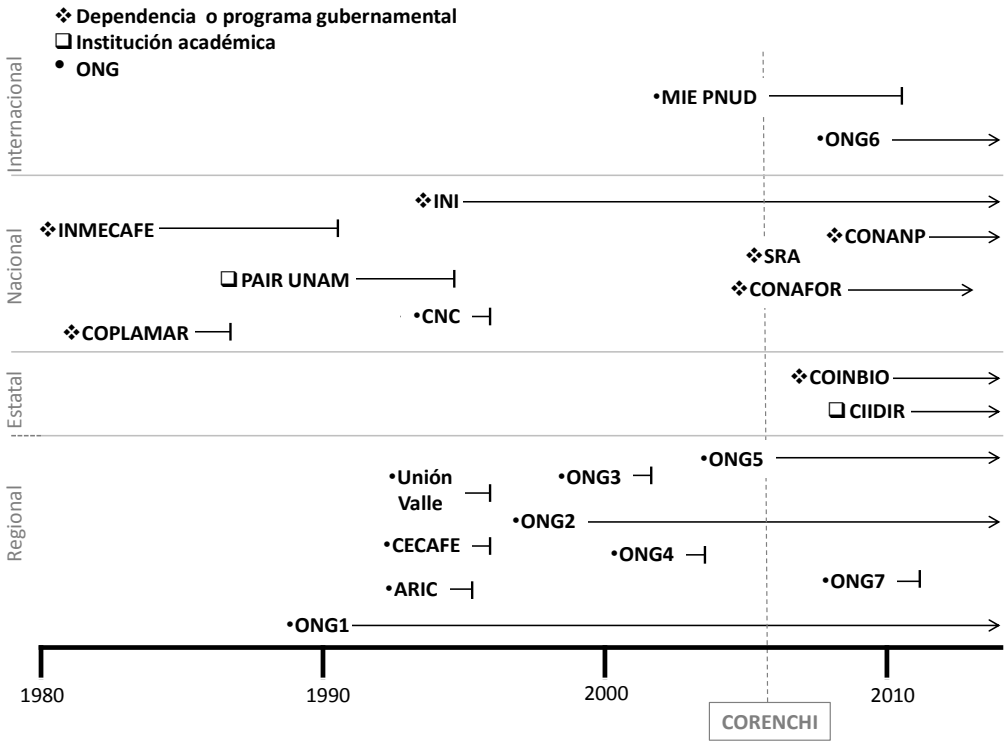 ❖ Dependencia o programa gubernamental
❑ Institución académica
• ONG
Internacional
•MIE PNUD
•ONG6
Nacional
❖INI
❖INMECAFE
❖CONANP
❖SRA
❑PAIR UNAM
❖CONAFOR
•CNC
❖COPLAMAR
Estatal
❖COINBIO
❑CIIDIR
Regional
•ONG5
•Unión
Valle
•ONG3
•ONG2
•CECAFE
•ONG4
•ONG7
•ARIC
•ONG1
1980
1990
2000
2010
CORENCHI